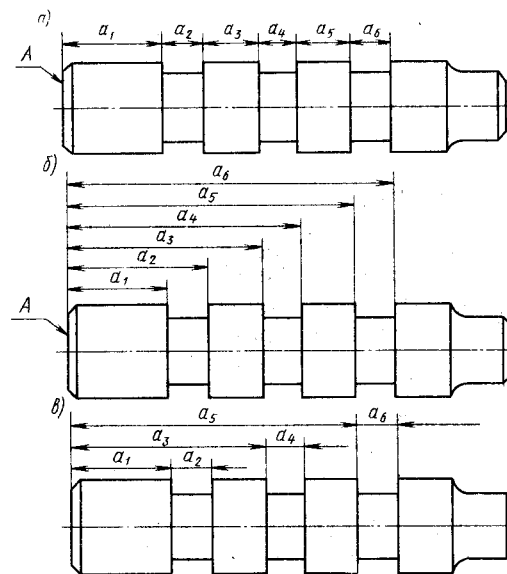 а)
a₁ a₂ a₃ a₄ a₅ a₆
A
б)
a₆
a₅
a₄
a₃
a₂
a₁
A
в)
a₅ a₆
a₃ a₄
a₁ a₂